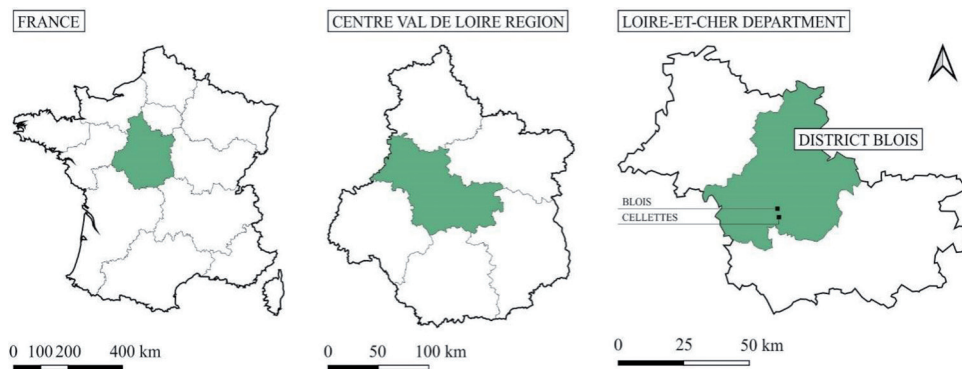 FRANCE
CENTRE VAL DE LOIRE REGION
LOIRE-ET-CHER DEPARTMENT
DISTRICT BLOIS
BLOIS
CELLETTES
0 100 200 400 km
0 50 100 km
0 25 50 km